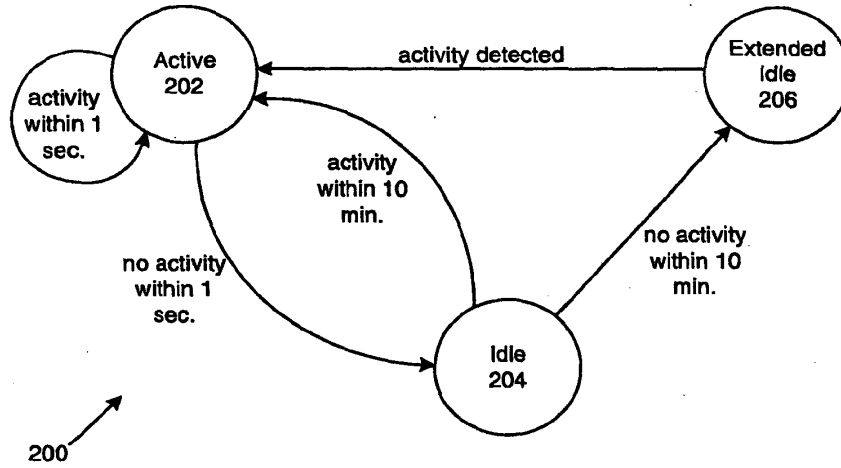 Active
202
activity detected
Extended
Idle
206
activity
within 1
sec.
activity
within 10
min.
no activity
within 1
sec.
no activity
within 10
min.
Idle
204
200